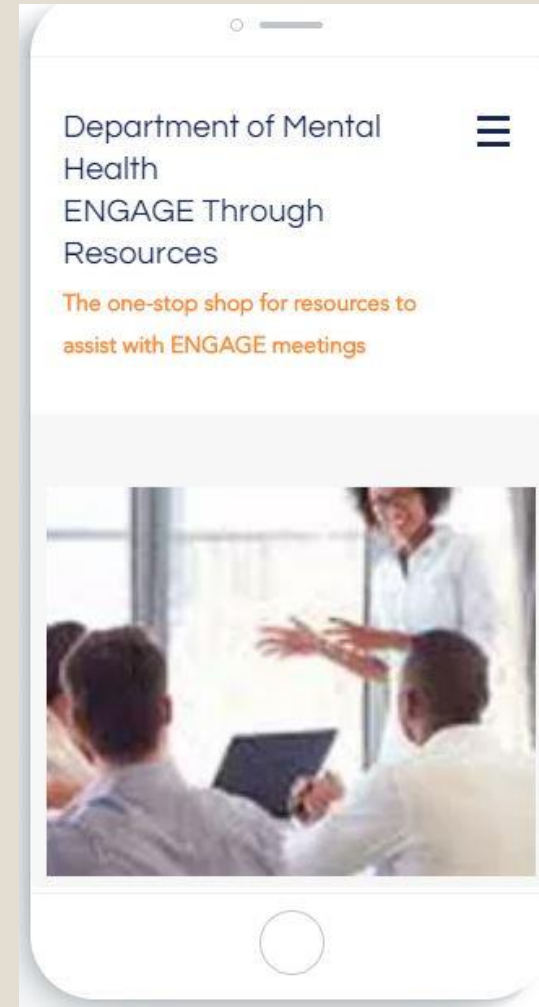 Department of Mental
Health
ENGAGE Through
Resources
The one-stop shop for resources to
assist with ENGAGE meetings